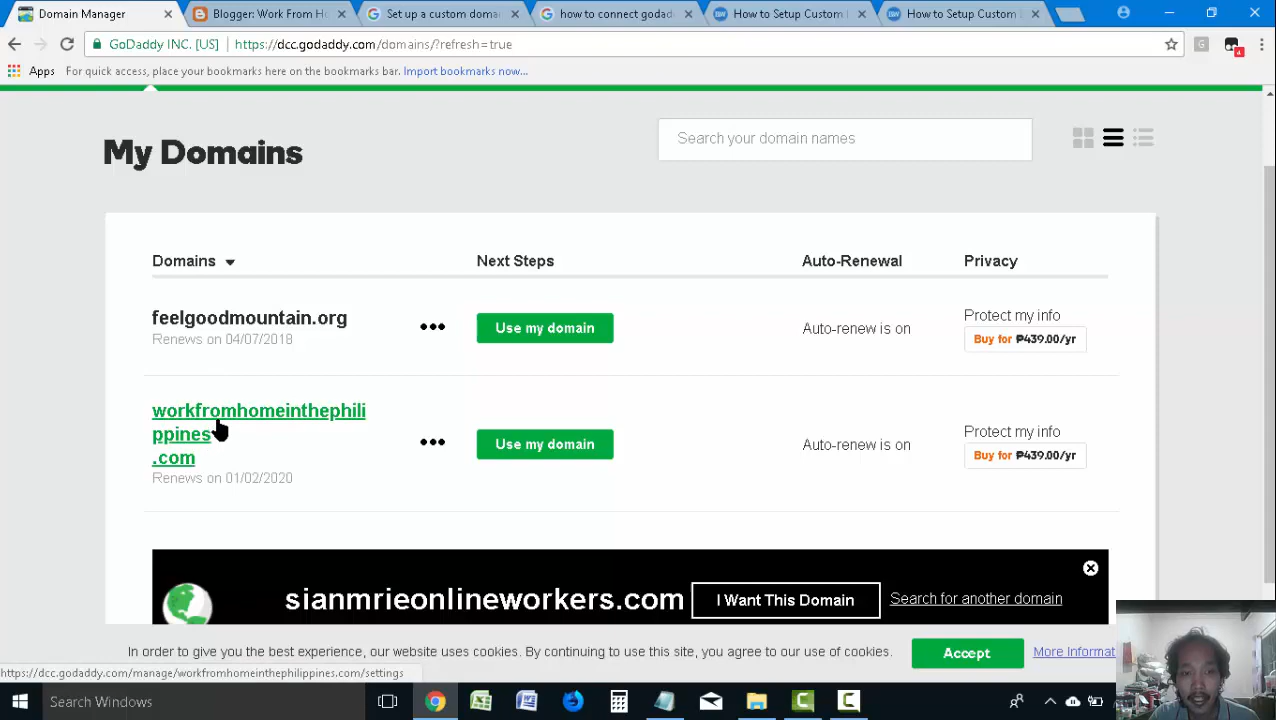 Domain Manager
Blogger: Work From H
Set up a custom doma
how to connect godad
How to Setup Custom
How to Setup Custom
GoDaddy INC. [US]
https://dcc.godaddy.com/domains/?refresh=true
Apps
For quick access, place your bookmarks here on the bookmarks bar. Import bookmarks now...
My Domains
Search your domain names
Domains
Next Steps
Auto-Renewal
Privacy
feelgoodmountain.org
Renews on 04/07/2018
Use my domain
Auto-renew is on
Protect my info
Buy for ₱439.00/yr
workfromhomeinthephili
ppines
.com
Renews on 01/02/2020
Use my domain
Auto-renew is on
Protect my info
Buy for ₱439.00/yr
sianmrieonlineworkers.com
I Want This Domain
Search for another domain
In order to give you the best experience, our website uses cookies. By continuing to use this site, you agree to our use of cookies.
Accept
More Informat
https://dcc.godaddy.com/manage/workfromhomeinthephilippines.com/settings
Search Windows